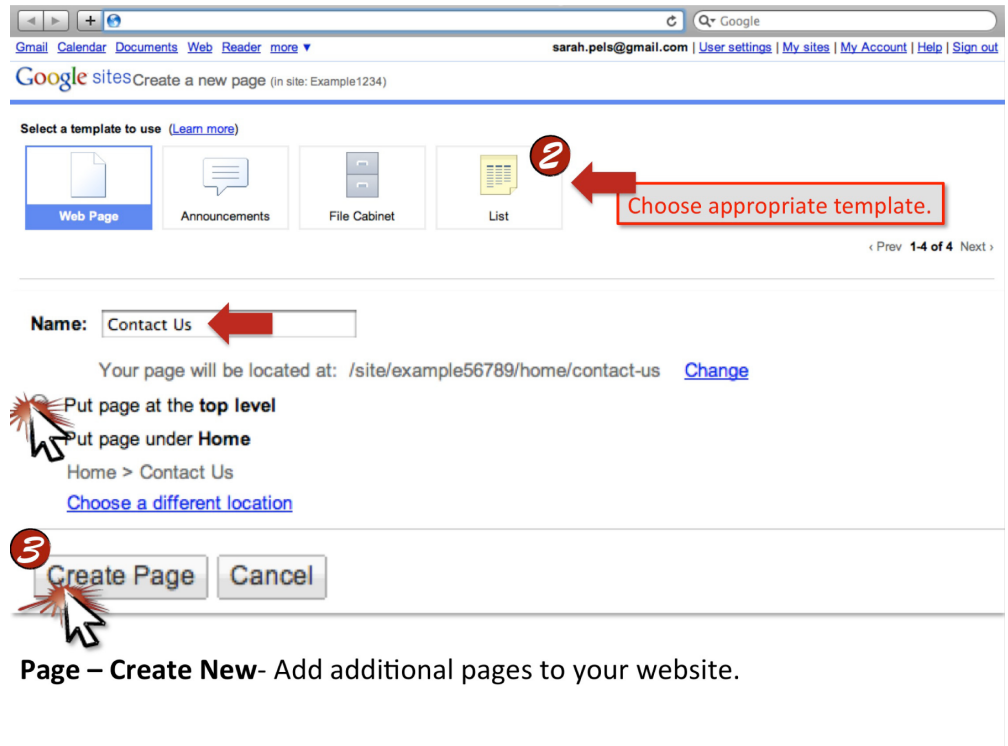 Google
Gmail Calendar Documents Web Reader more ▼
sarah.pels@gmail.com | User settings | My sites | My Account | Help | Sign out
Google sites Create a new page (in site: Example1234)
Select a template to use (Learn more)
2
Web Page Announcements File Cabinet List
Choose appropriate template.
‹ Prev 1-4 of 4 Next ›
Name: Contact Us
Your page will be located at: /site/example56789/home/contact-us Change
Put page at the top level
Put page under Home
Home > Contact Us
Choose a different location
3
Create Page Cancel
Page – Create New- Add additional pages to your website.